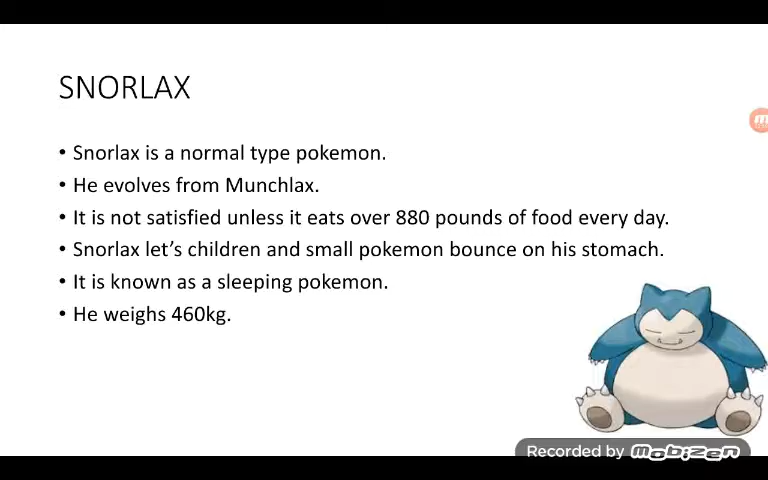 SNORLAX
• Snorlax is a normal type pokemon.
• He evolves from Munchlax.
• It is not satisfied unless it eats over 880 pounds of food every day.
• Snorlax let's children and small pokemon bounce on his stomach.
• It is known as a sleeping pokemon.
• He weighs 460kg.
Recorded by mobizen